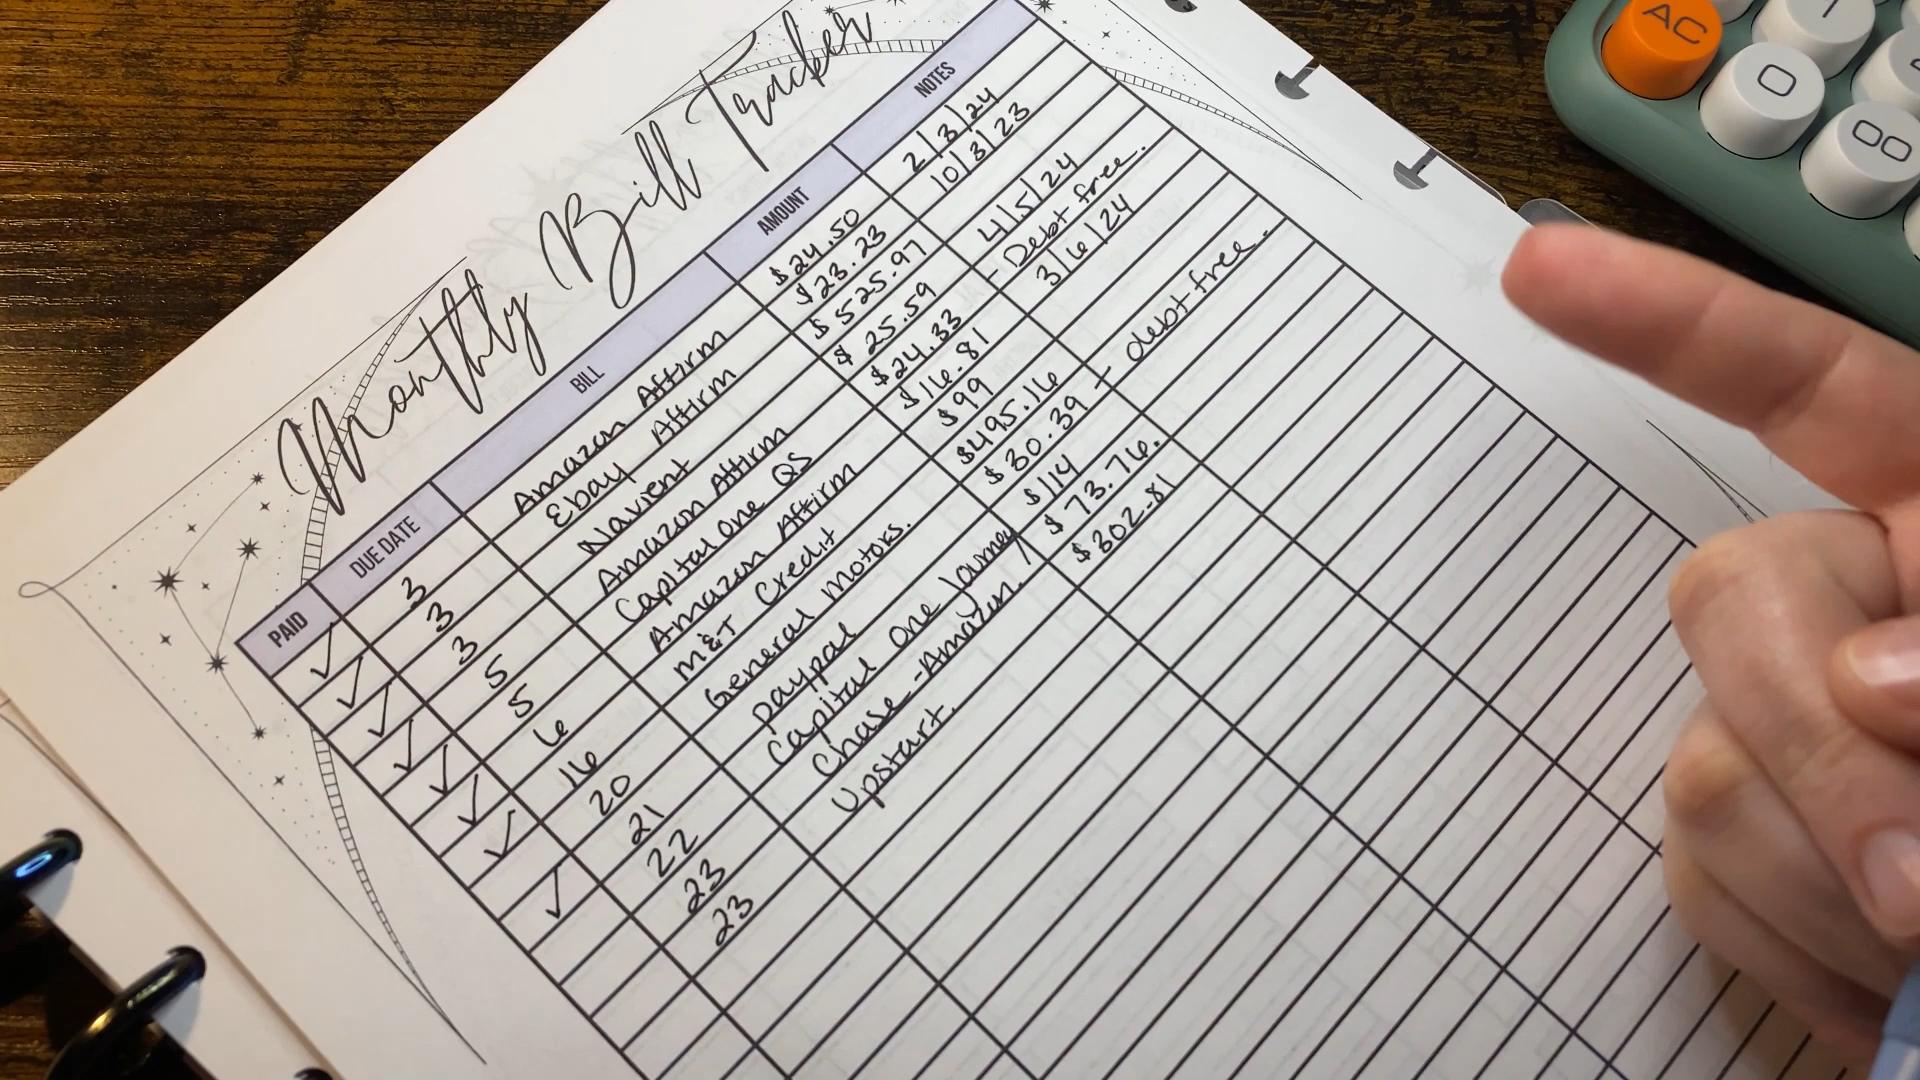 Monthly Bill Tracker
PAID DUE DATE BILL AMOUNT NOTES
✓ 3 Amazon Affirm $24.50 2/3/24
✓ 3 Ebay Affirm $23.23 10/3/23
✓ 3 Navient $525.97
✓ 5 Amazon Affirm $25.59 4/5/24
✓ 5 Capital One QS $24.33 - Debt free.
✓ 6 Amazon Affirm $16.81 3/6/24
✓ 16 M&T Credit $99
20 General Motors. $495.16
✓ 21 paypal $30.39 - debt free.
22 Capital One Journey $114
23 Chase - Amazon. $73.76.
23 Upstart. $302.81
AC
0
00
1